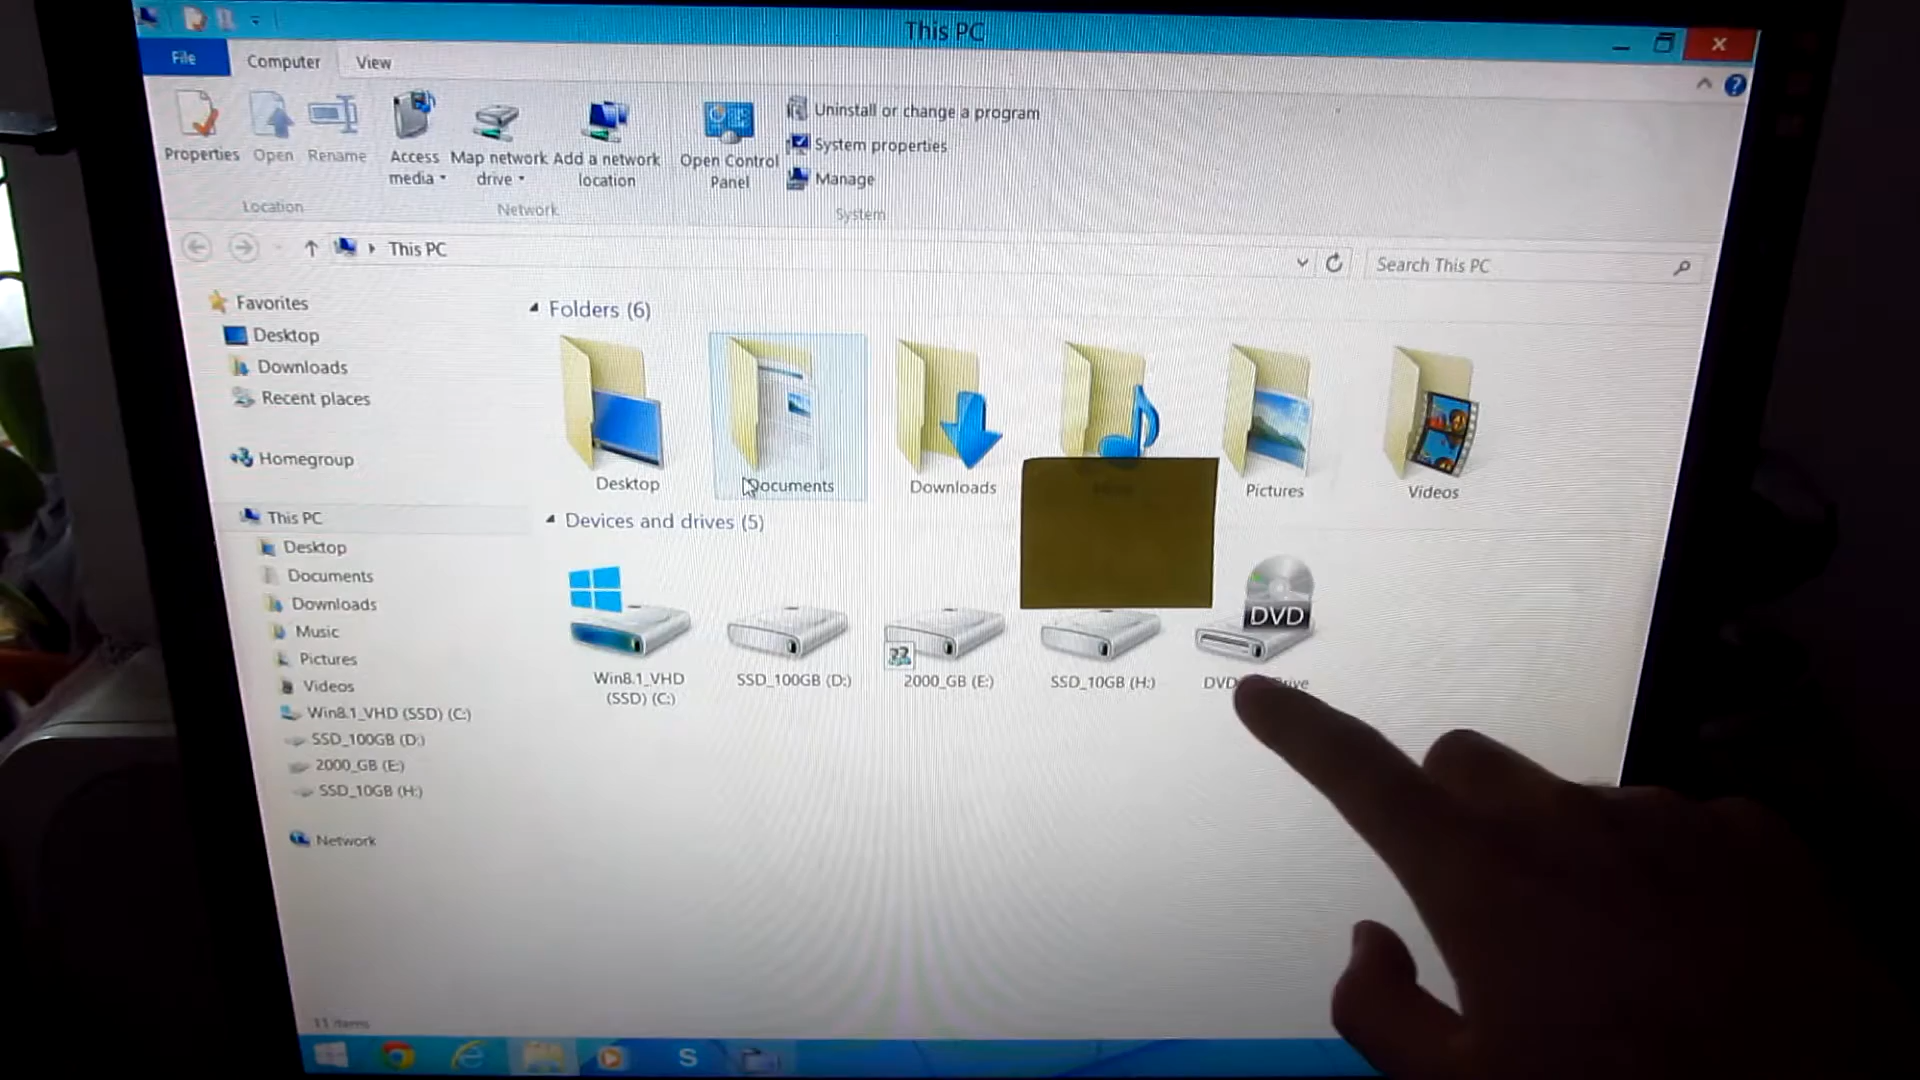 This PC
File
Computer
View
Properties
Open
Rename
Access media
Map network drive
Add a network location
Open Control Panel
Uninstall or change a program
System properties
Manage
Location
Network
System
This PC
Search This PC
Favorites
Desktop
Downloads
Recent places
Homegroup
This PC
Desktop
Documents
Downloads
Music
Pictures
Videos
Win8.1_VHD (SSD) (C:)
SSD_100GB (D:)
2000_GB (E:)
SSD_10GB (H:)
Network
Folders (6)
Desktop
Documents
Downloads
Pictures
Videos
Devices and drives (5)
DVD
Win8.1_VHD
(SSD) (C:)
SSD_100GB (D:)
2000_GB (E:)
SSD_10GB (H:)
DVD
11 items
S